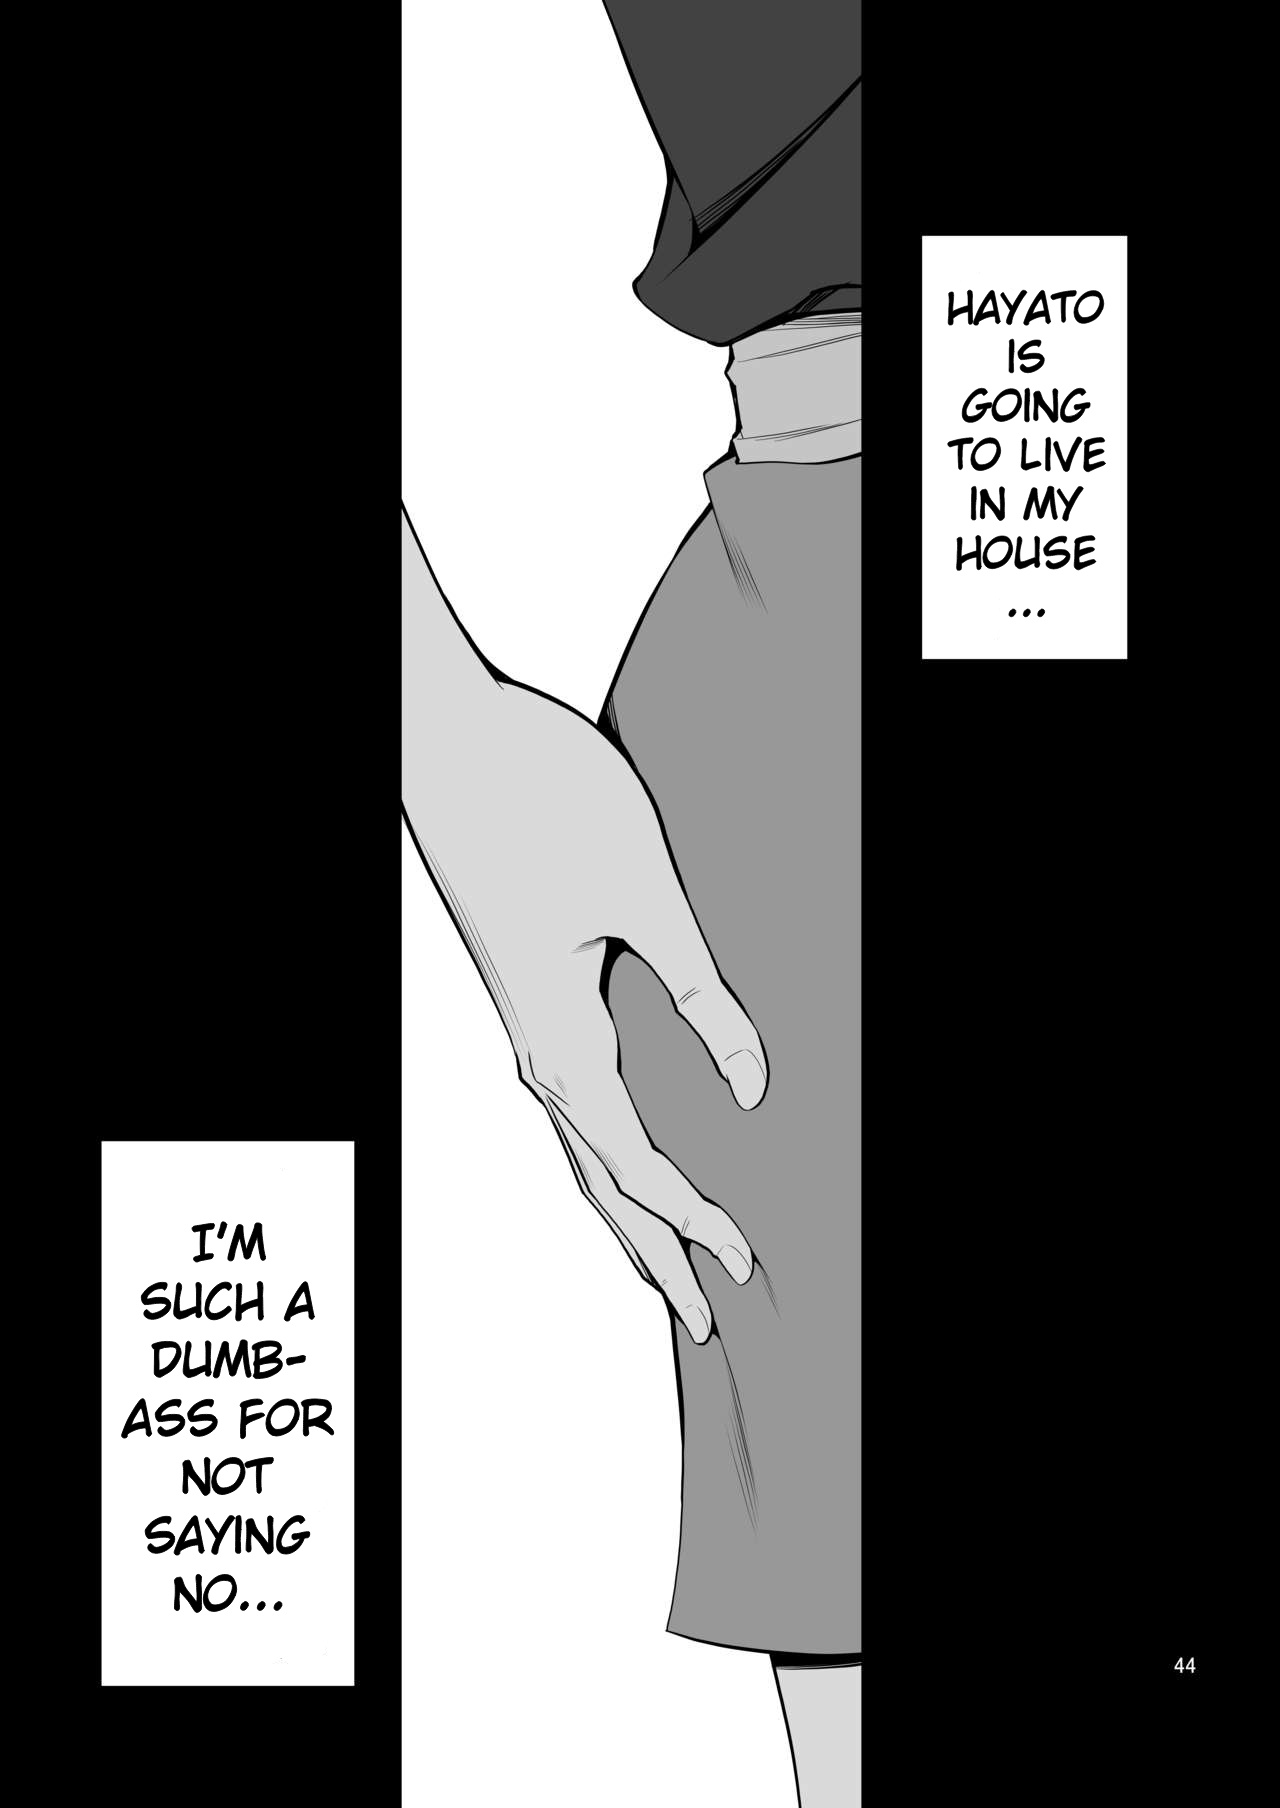 HAYATO
IS
GOING
TO LIVE
IN MY
HOUSE
...
I'M
SUCH A
DUMB-
ASS FOR
NOT
SAYING
NO...
44